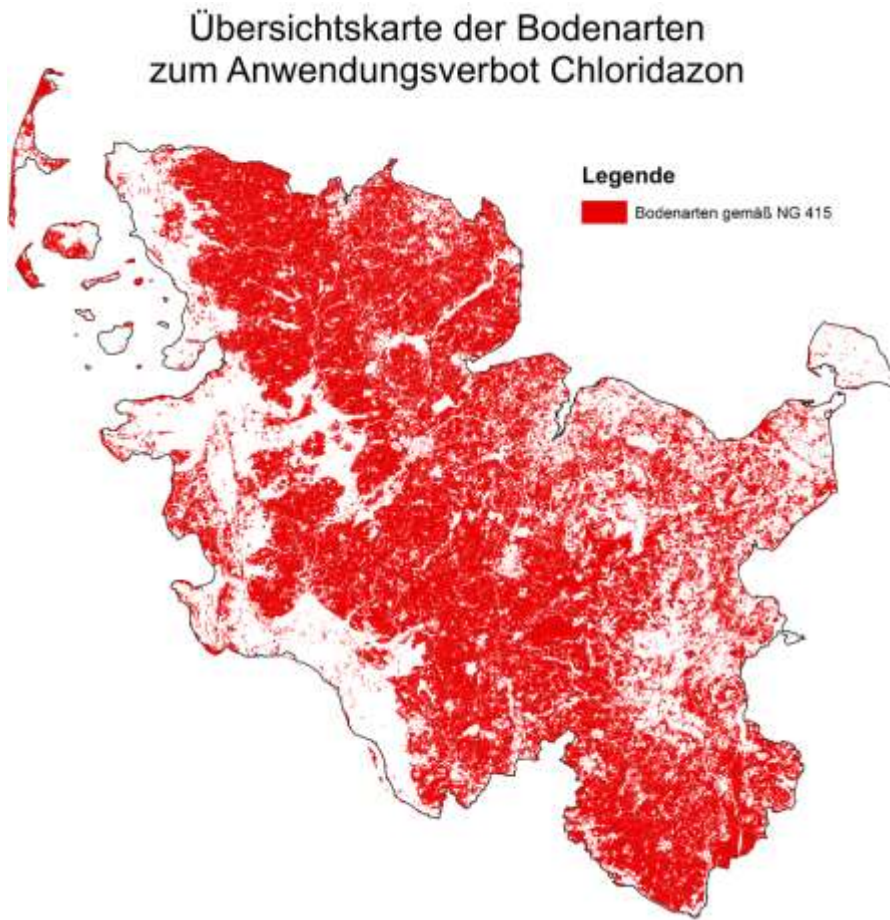 Übersichtskarte der Bodenarten
zum Anwendungsverbot Chloridazon
Legende
Bodenarten gemäß NG 415